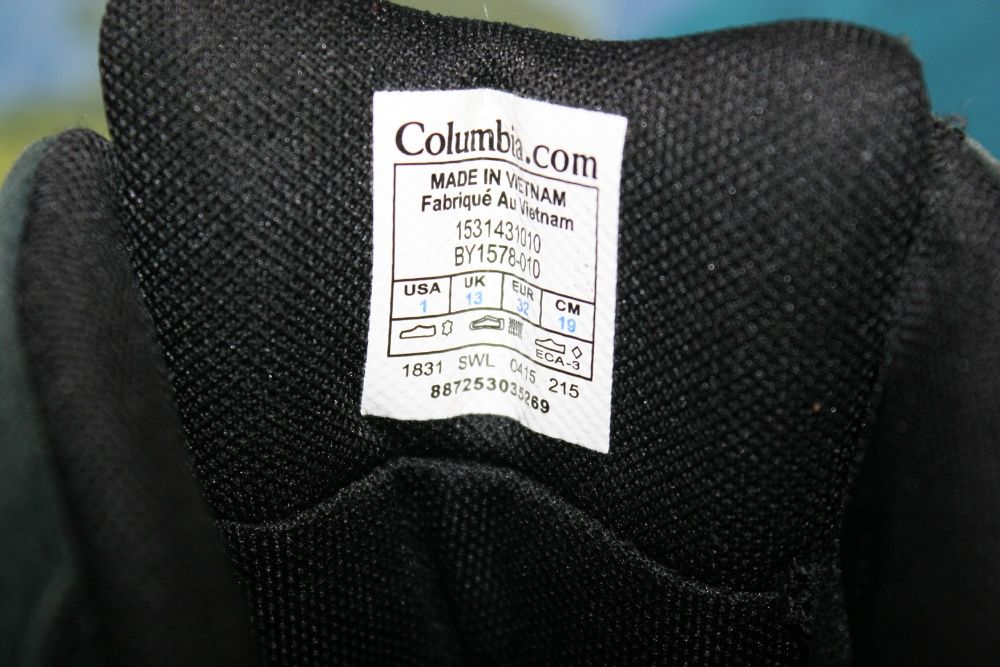 Columbia.com
MADE IN VIETNAM
Fabriqué Au Vietnam
1531431010
BY1578-010
USA UK EUR CM
1 13 32 19
ECA-3
1831 SWL 0415 215
887253035269